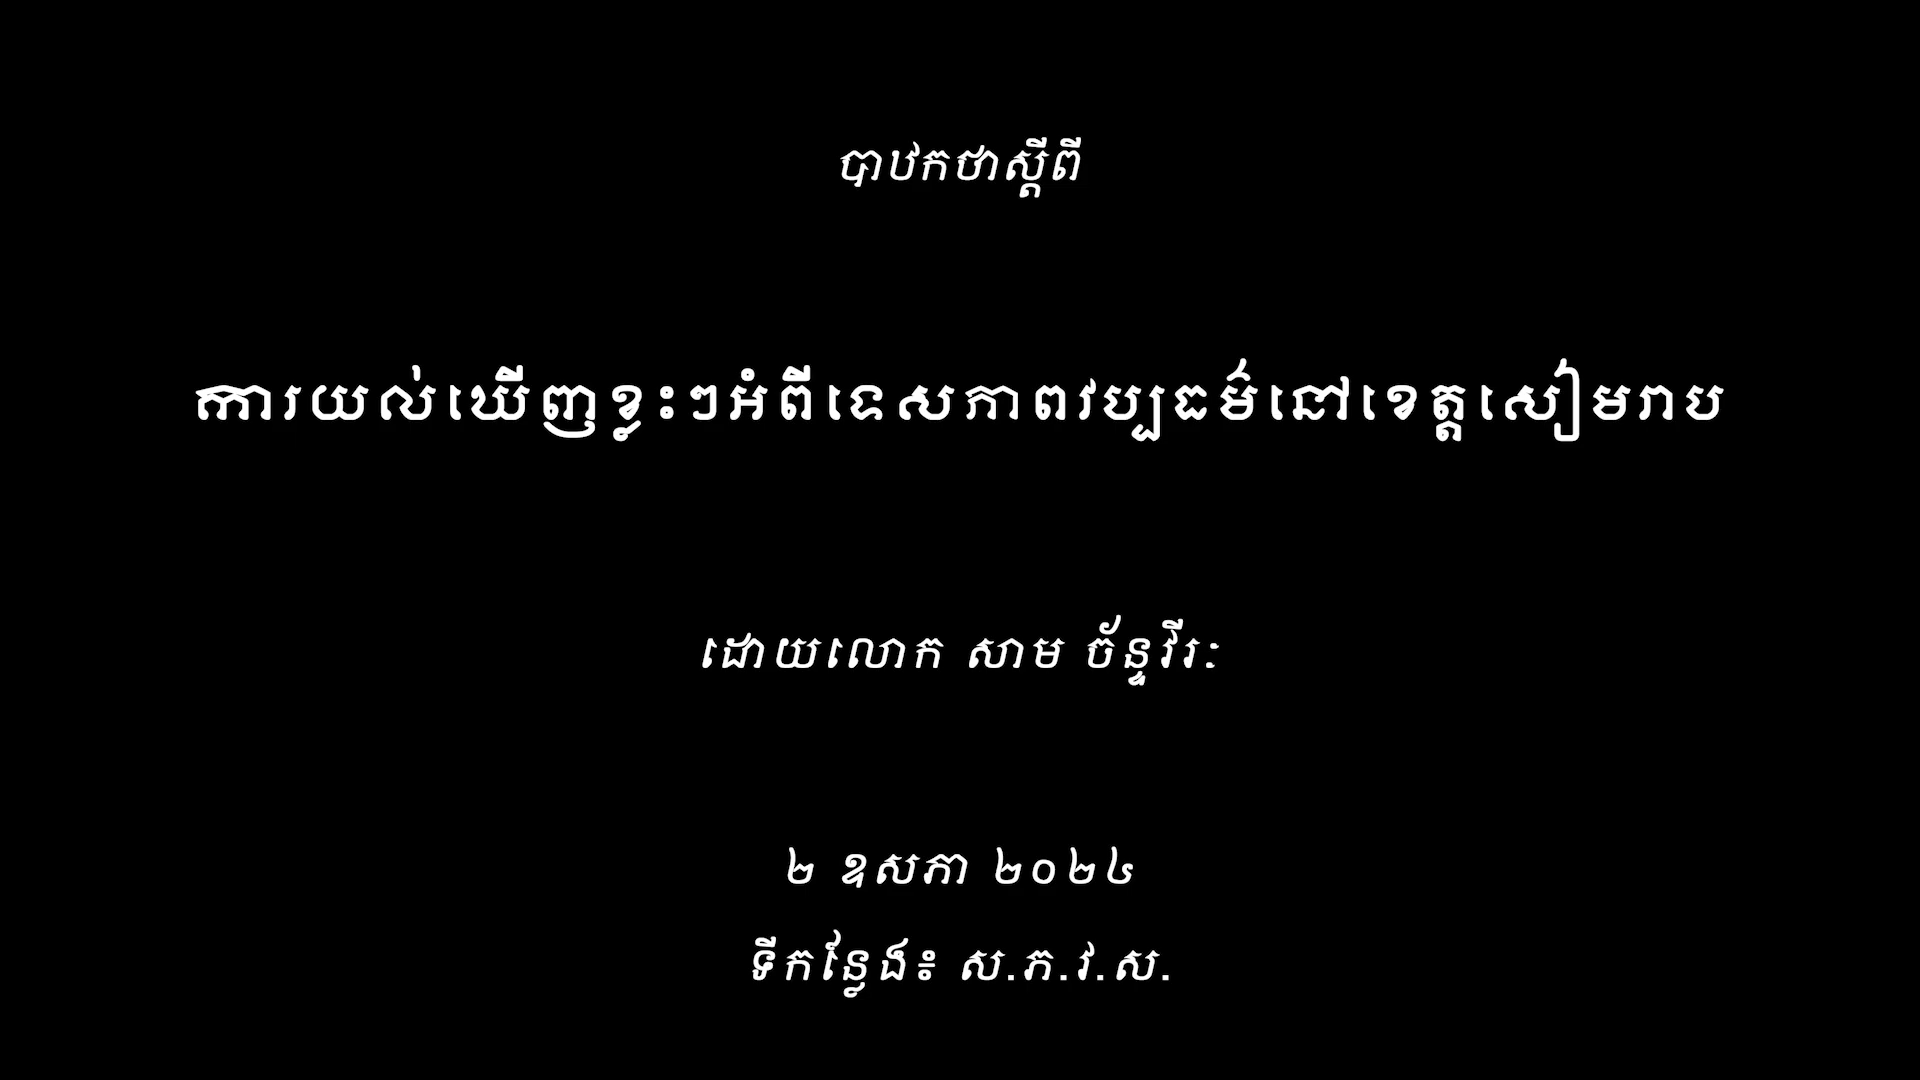 បាឋកថាស្ដីពី
ការយល់ឃើញខ្លះៗអំពីទេសភាពវប្បធម៌នៅខេត្តសៀមរាប
ដោយលោក សាម ច័ន្ទវីរៈ
២ ឧសភា ២០២៤
ទីកន្លែង៖ ស.ភ.វ.ស.